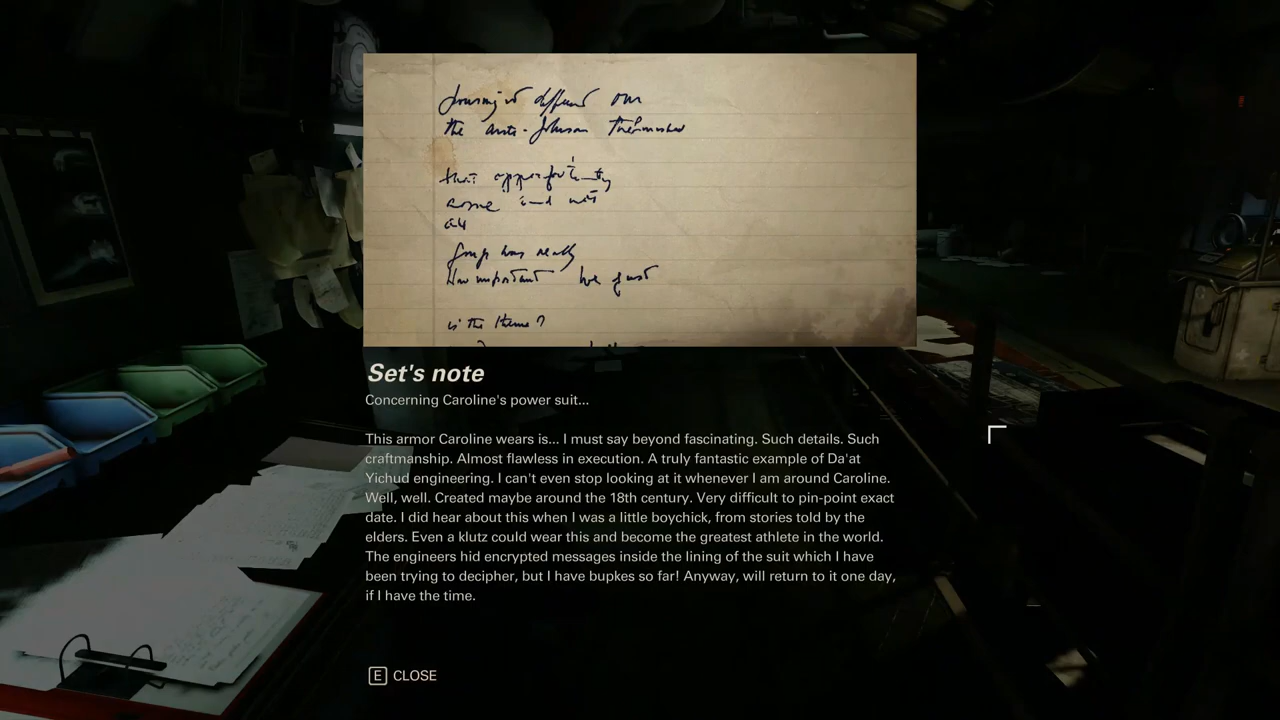 the
that
is the theme?
Set's note
Concerning Caroline's power suit...
This armor Caroline wears is... I must say beyond fascinating. Such details. Such
craftmanship. Almost flawless in execution. A truly fantastic example of Da'at
Yichud engineering. I can't even stop looking at it whenever I am around Caroline.
Well, well. Created maybe around the 18th century. Very difficult to pin-point exact
date. I did hear about this when I was a little boychick, from stories told by the
elders. Even a klutz could wear this and become the greatest athlete in the world.
The engineers hid encrypted messages inside the lining of the suit which I have
been trying to decipher, but I have bupkes so far! Anyway, will return to it one day,
if I have the time.
E CLOSE